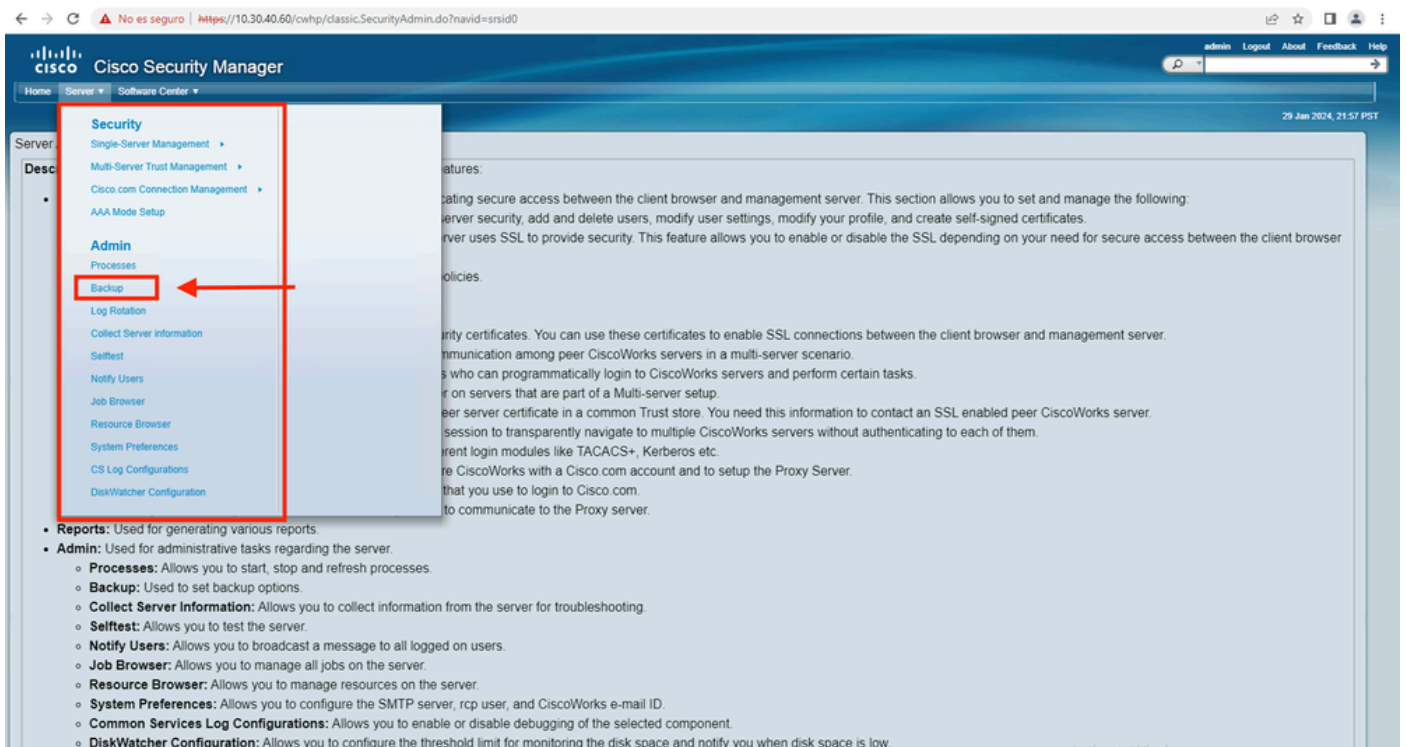 No es seguro | https://10.30.40.60/cwhp/classic.SecurityAdmin.do?navid=srsid0
admin Logout About Feedback Help
CISCO Cisco Security Manager
Home Server Software Center
29 Jan 2024, 21:57 PST
Security
Single-Server Management
Multi-Server Trust Management
Cisco.com Connection Management
AAA Mode Setup
Admin
Processes
Backup
Log Rotation
Collect Server information
Selftest
Notify Users
Job Browser
Resource Browser
System Preferences
CS Log Configurations
DiskWatcher Configuration
Server
Desc
atures:
cating secure access between the client browser and management server. This section allows you to set and manage the following:
erver security, add and delete users, modify user settings, modify your profile, and create self-signed certificates.
rver uses SSL to provide security. This feature allows you to enable or disable the SSL depending on your need for secure access between the client browser
olicies.
urity certificates. You can use these certificates to enable SSL connections between the client browser and management server.
mmunication among peer CiscoWorks servers in a multi-server scenario.
s who can programmatically login to CiscoWorks servers and perform certain tasks.
r on servers that are part of a Multi-server setup.
eer server certificate in a common Trust store. You need this information to contact an SSL enabled peer CiscoWorks server.
session to transparently navigate to multiple CiscoWorks servers without authenticating to each of them.
erent login modules like TACACS+, Kerberos etc.
re CiscoWorks with a Cisco.com account and to setup the Proxy Server.
that you use to login to Cisco.com.
to communicate to the Proxy server.
• Reports: Used for generating various reports.
• Admin: Used for administrative tasks regarding the server.
◦ Processes: Allows you to start, stop and refresh processes.
◦ Backup: Used to set backup options.
◦ Collect Server Information: Allows you to collect information from the server for troubleshooting.
◦ Selftest: Allows you to test the server.
◦ Notify Users: Allows you to broadcast a message to all logged on users.
◦ Job Browser: Allows you to manage all jobs on the server.
◦ Resource Browser: Allows you to manage resources on the server.
◦ System Preferences: Allows you to configure the SMTP server, rcp user, and CiscoWorks e-mail ID.
◦ Common Services Log Configurations: Allows you to enable or disable debugging of the selected component.
◦ DiskWatcher Configuration: Allows you to configure the threshold limit for monitoring the disk space and notify you when disk space is low.